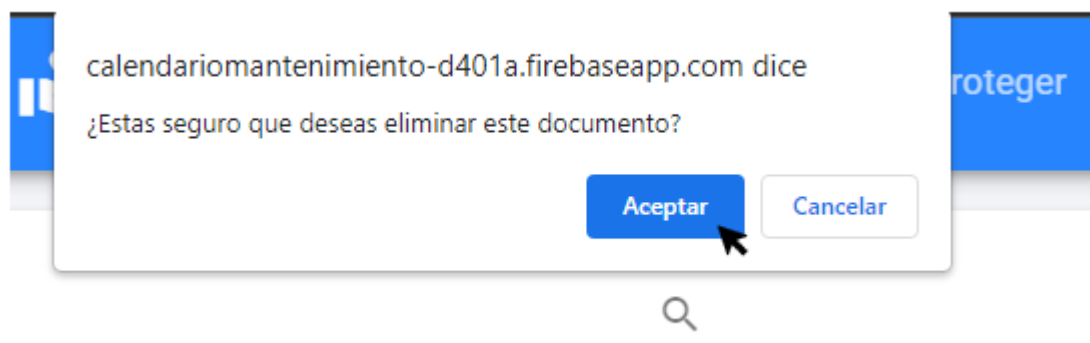 calendariomantenimiento-d401a.firebaseapp.com dice
roteger
¿Estas seguro que deseas eliminar este documento?
Aceptar
Cancelar